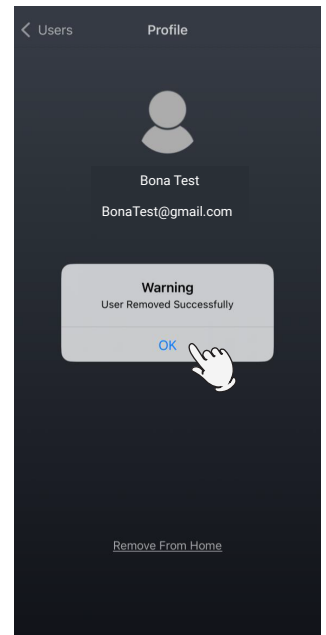 Users
Profile
Bona Test
BonaTest@gmail.com
Warning
User Removed Successfully
OK
Remove From Home